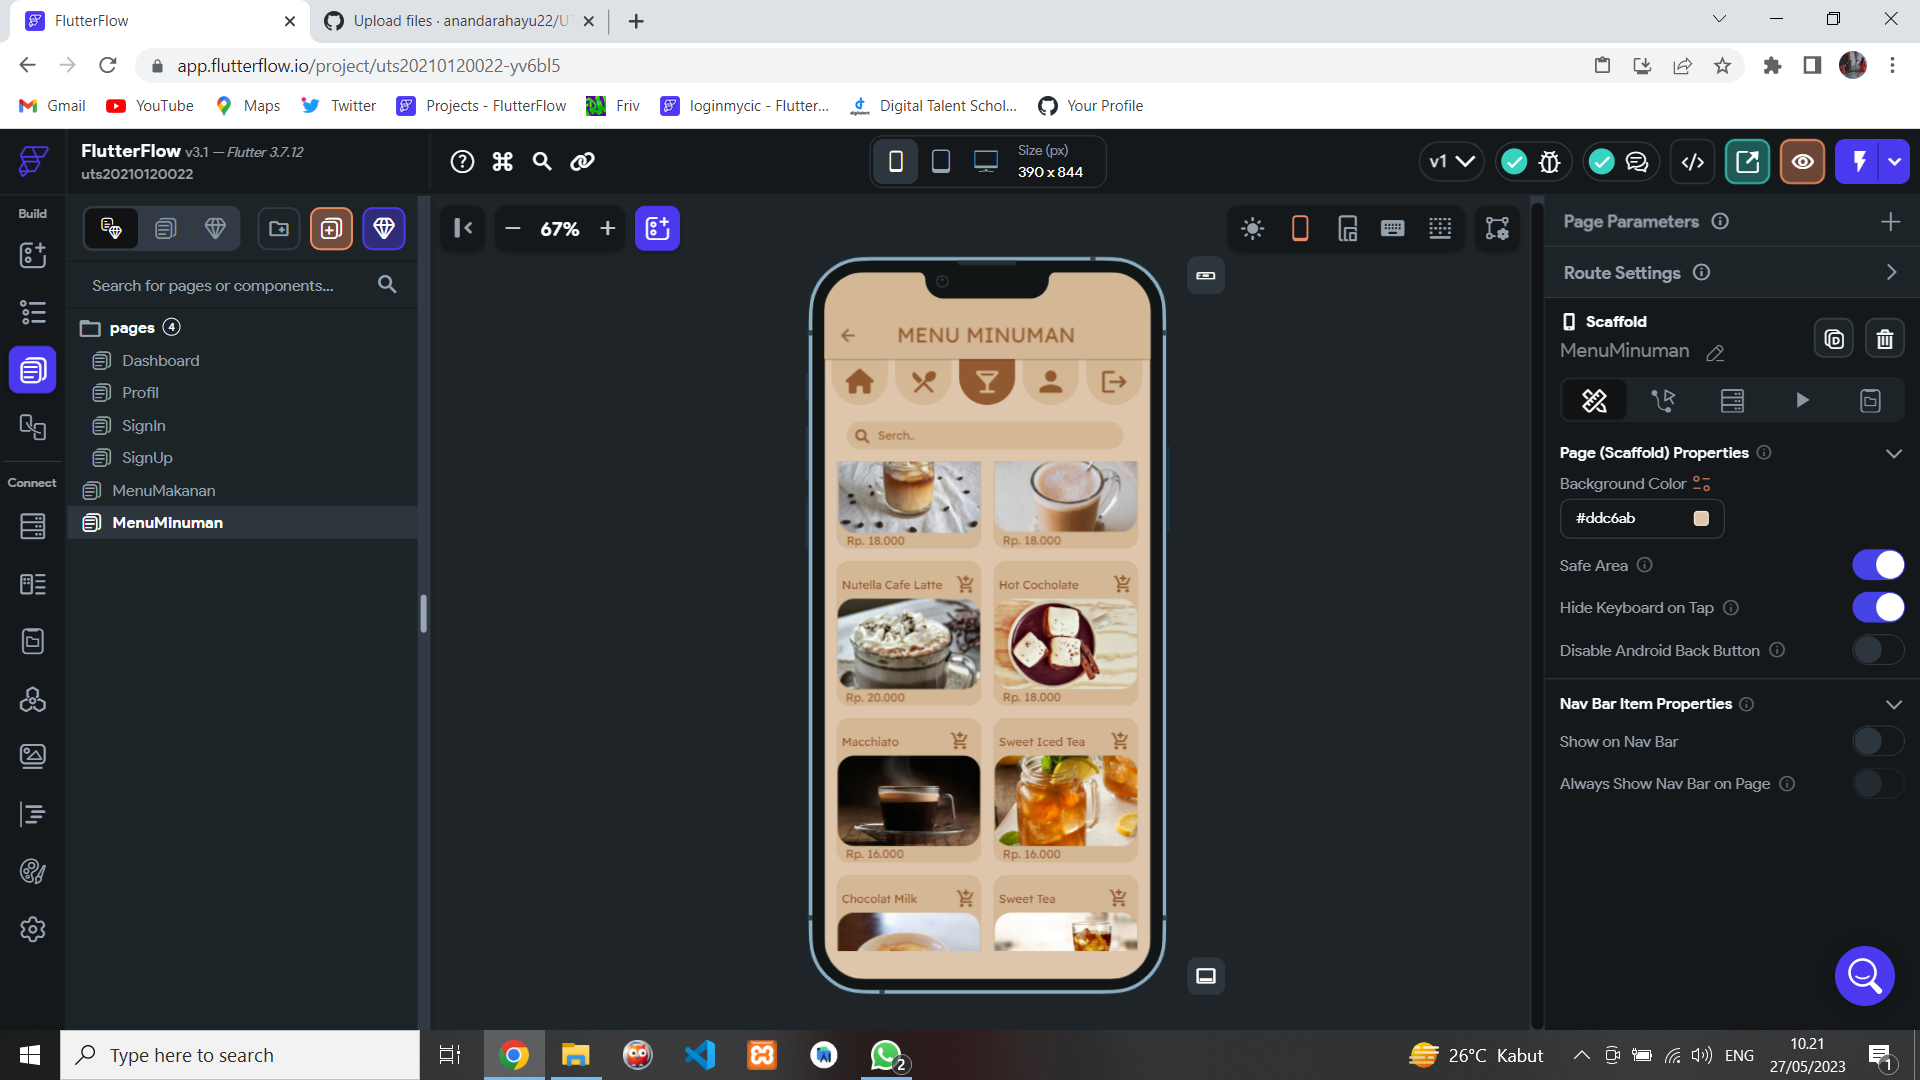 FlutterFlow
Upload files · anandarahayu22/U
app.flutterflow.io/project/uts20210120022-yv6bl5
Gmail
YouTube
Maps
Twitter
Projects - FlutterFlow
Friv
loginmycic - Flutter...
Digital Talent Schol...
Your Profile
FlutterFlow v3.1 — Flutter 3.7.12
uts20210120022
Size (px)
390 x 844
v1
Build
67%
Page Parameters
Route Settings
Search for pages or components...
pages 4
Dashboard
Profil
SignIn
SignUp
MenuMakanan
MenuMinuman
Connect
MENU MINUMAN
Serch..
Rp. 18.000
Rp. 18.000
Nutella Cafe Latte
Hot Cocholate
Rp. 20.000
Rp. 18.000
Macchiato
Sweet Iced Tea
Rp. 16.000
Rp. 16.000
Chocolat Milk
Sweet Tea
Scaffold
MenuMinuman
Page (Scaffold) Properties
Background Color
#ddc6ab
Safe Area
Hide Keyboard on Tap
Disable Android Back Button
Nav Bar Item Properties
Show on Nav Bar
Always Show Nav Bar on Page
Type here to search
2
26°C Kabut
ENG
10.21
27/05/2023
1